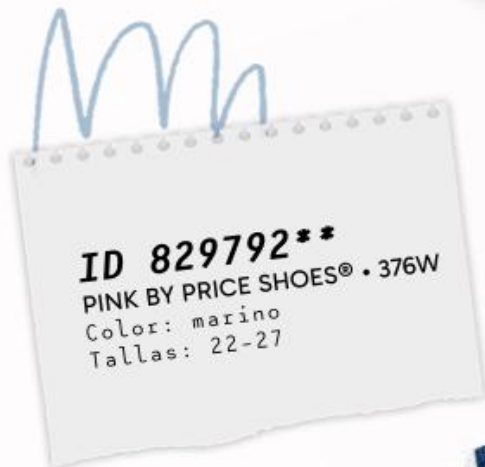 ID 829792**
PINK BY PRICE SHOES® • 376W
Color: marino
Tallas: 22-27